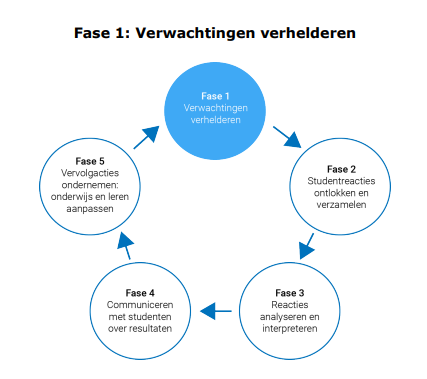 Fase 1: Verwachtingen verhelderen
Fase 1
Verwachtingen
verhelderen
Fase 2
Studentreacties
ontlokken en
verzamelen
Fase 3
Reacties
analyseren en
interpreteren
Fase 4
Communiceren
met studenten
over resultaten
Fase 5
Vervolgacties
ondernemen:
onderwijs en leren
aanpassen